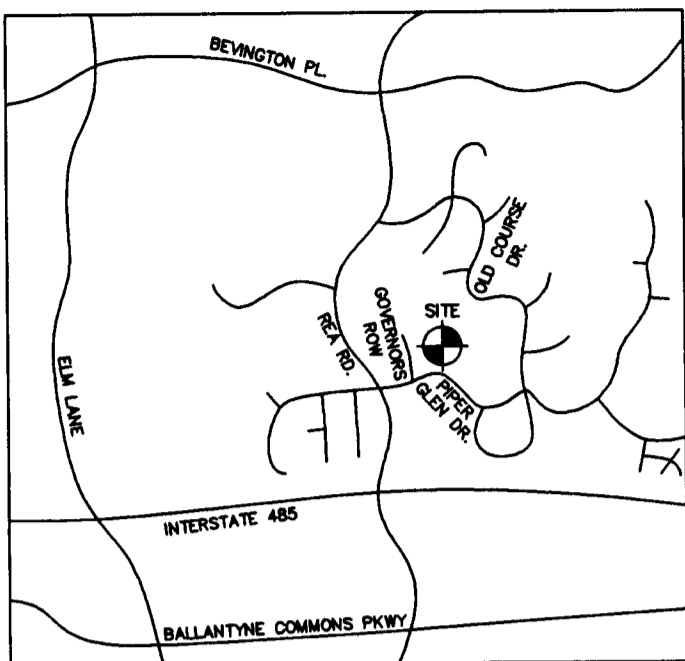 BEVINGTON PL.
OLD COURSE
DR.
SITE
GOVERNORS
ROW
REA RD.
PIPER
GLEN DR.
ELM LANE
INTERSTATE 485
BALLANTYNE COMMONS PKWY